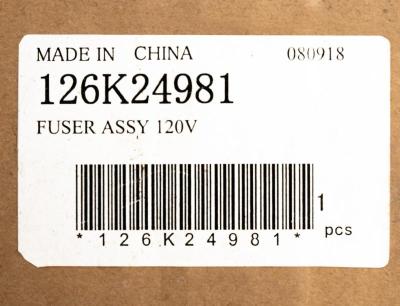 MADE IN CHINA 080918
126K24981
FUSER ASSY 120V
1
pcs
*126K24981*